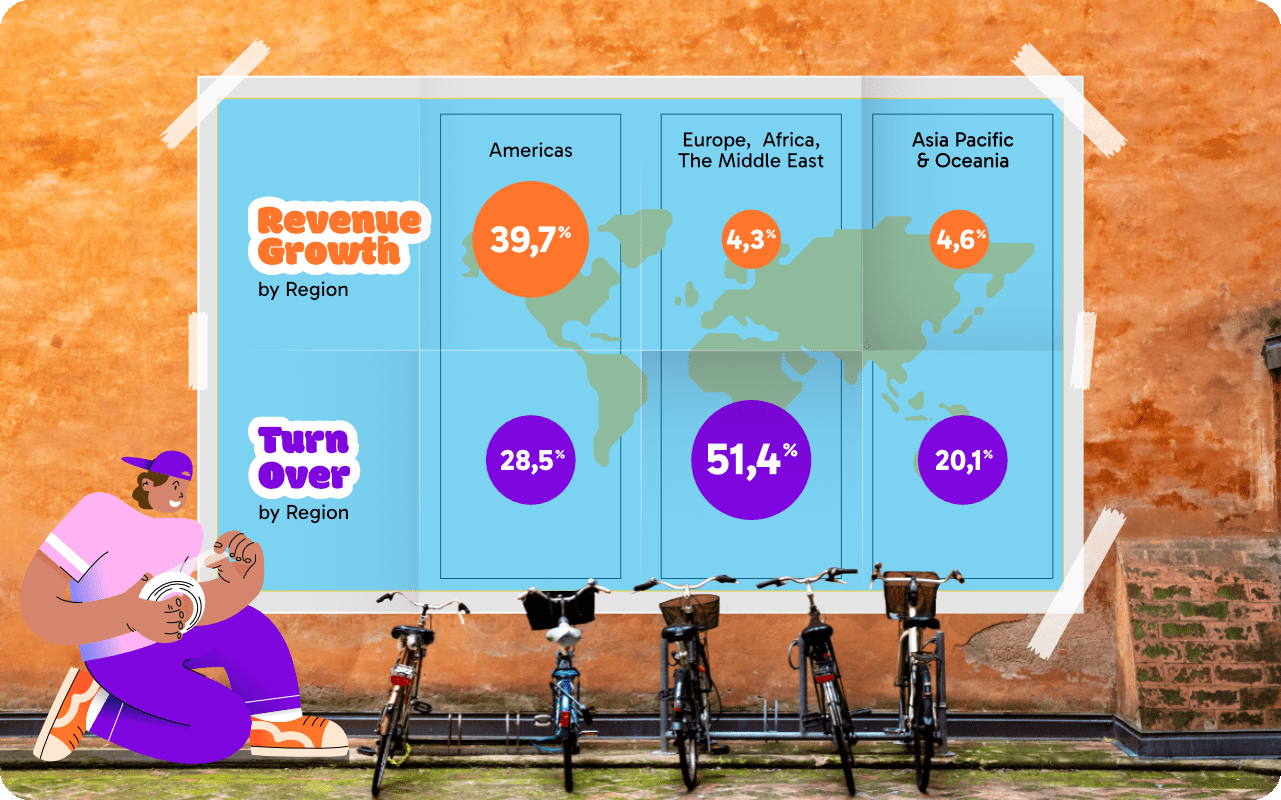 Americas
Europe, Africa,
The Middle East
Asia Pacific
& Oceania
Revenue
Growth
by Region
39,7%
4,3%
4,6%
Turn
Over
by Region
28,5%
51,4%
20,1%